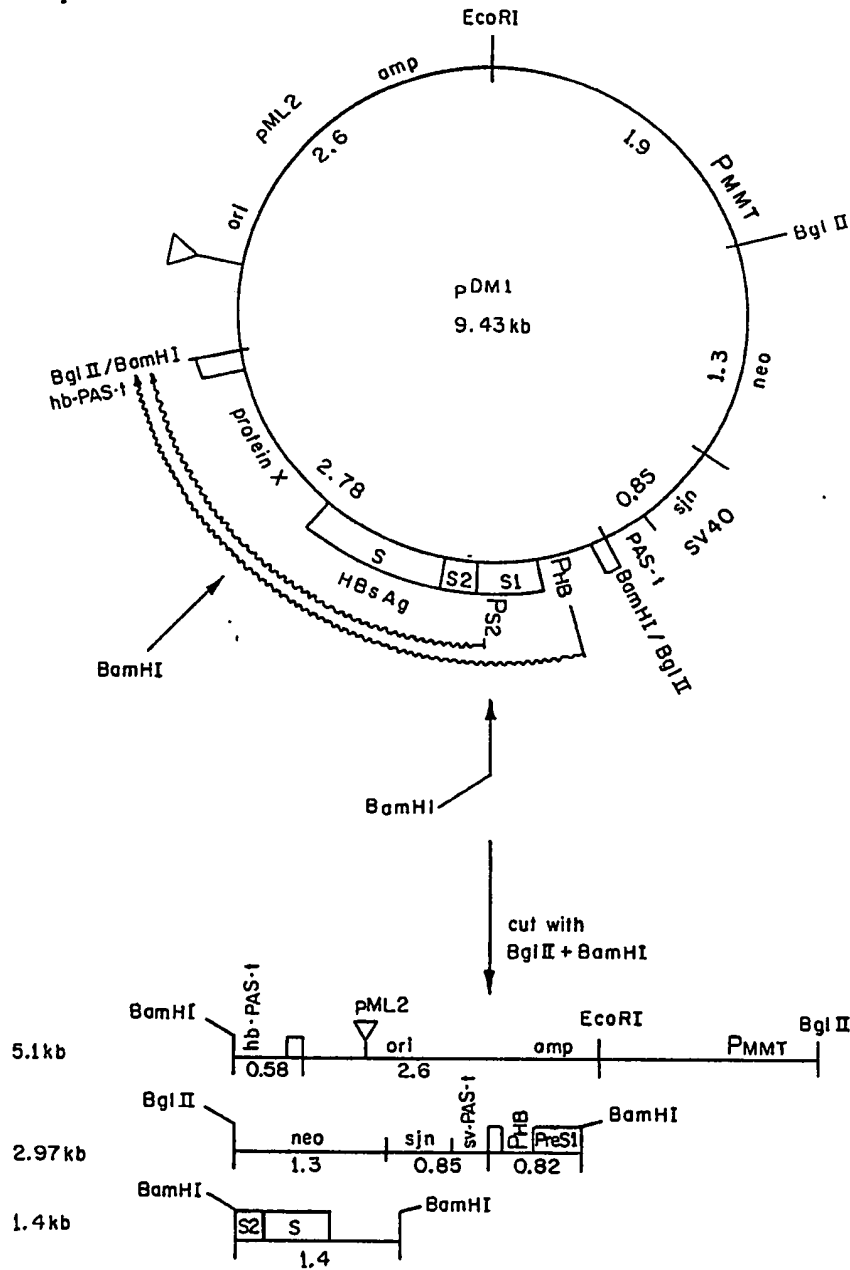 EcoRI
amp
pML2
2.6
1.9
PMMT
ori
Bgl II
pDM1
9.43 kb
Bgl II/BamHI
hb-PAS-t
1.3
neo
protein X
2.78
0.85
sjn
SV40
PAS-t
BamHI/Bgl II
S
S2
S1
PHB
HBsAg
PS2
BamHI
BamHI
cut with
Bgl II + BamHI
5.1 kb
BamHI
hb-PAS-t
pML2
ori
amp
EcoRI
PMMT
Bgl II
0.58
2.6
2.97 kb
Bgl II
neo
sjn
sv-PAS-t
PHB
PreS1
BamHI
1.3
0.85
0.82
1.4 kb
BamHI
S2
S
BamHI
1.4